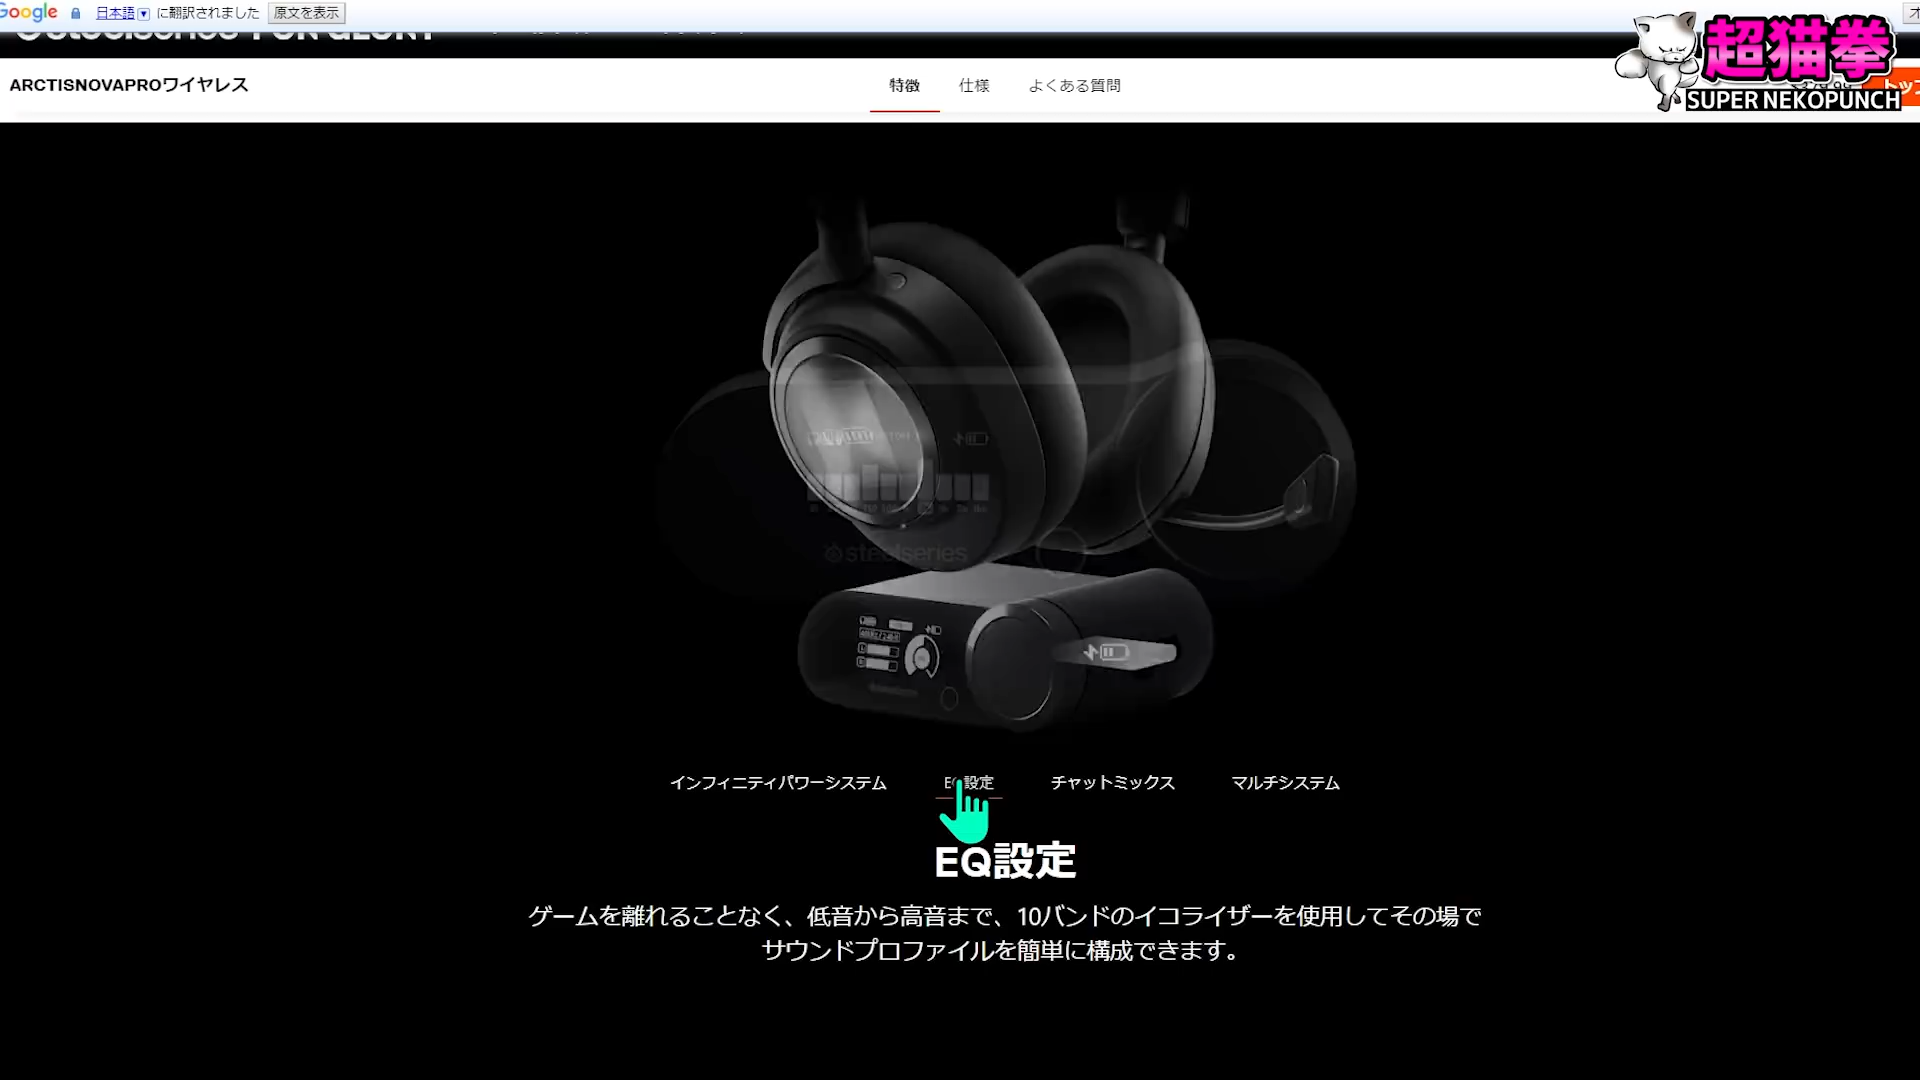 Google 日本語 に翻訳されました 原文を表示
ARCTISNOVAPROワイヤレス
特徴
仕様
よくある質問
超猫拳
SUPER NEKOPUNCH
steelseries
インフィニティパワーシステム
EQ設定
チャットミックス
マルチシステム
EQ設定
ゲームを離れることなく、低音から高音まで、10バンドのイコライザーを使用してその場で
サウンドプロファイルを簡単に構成できます。